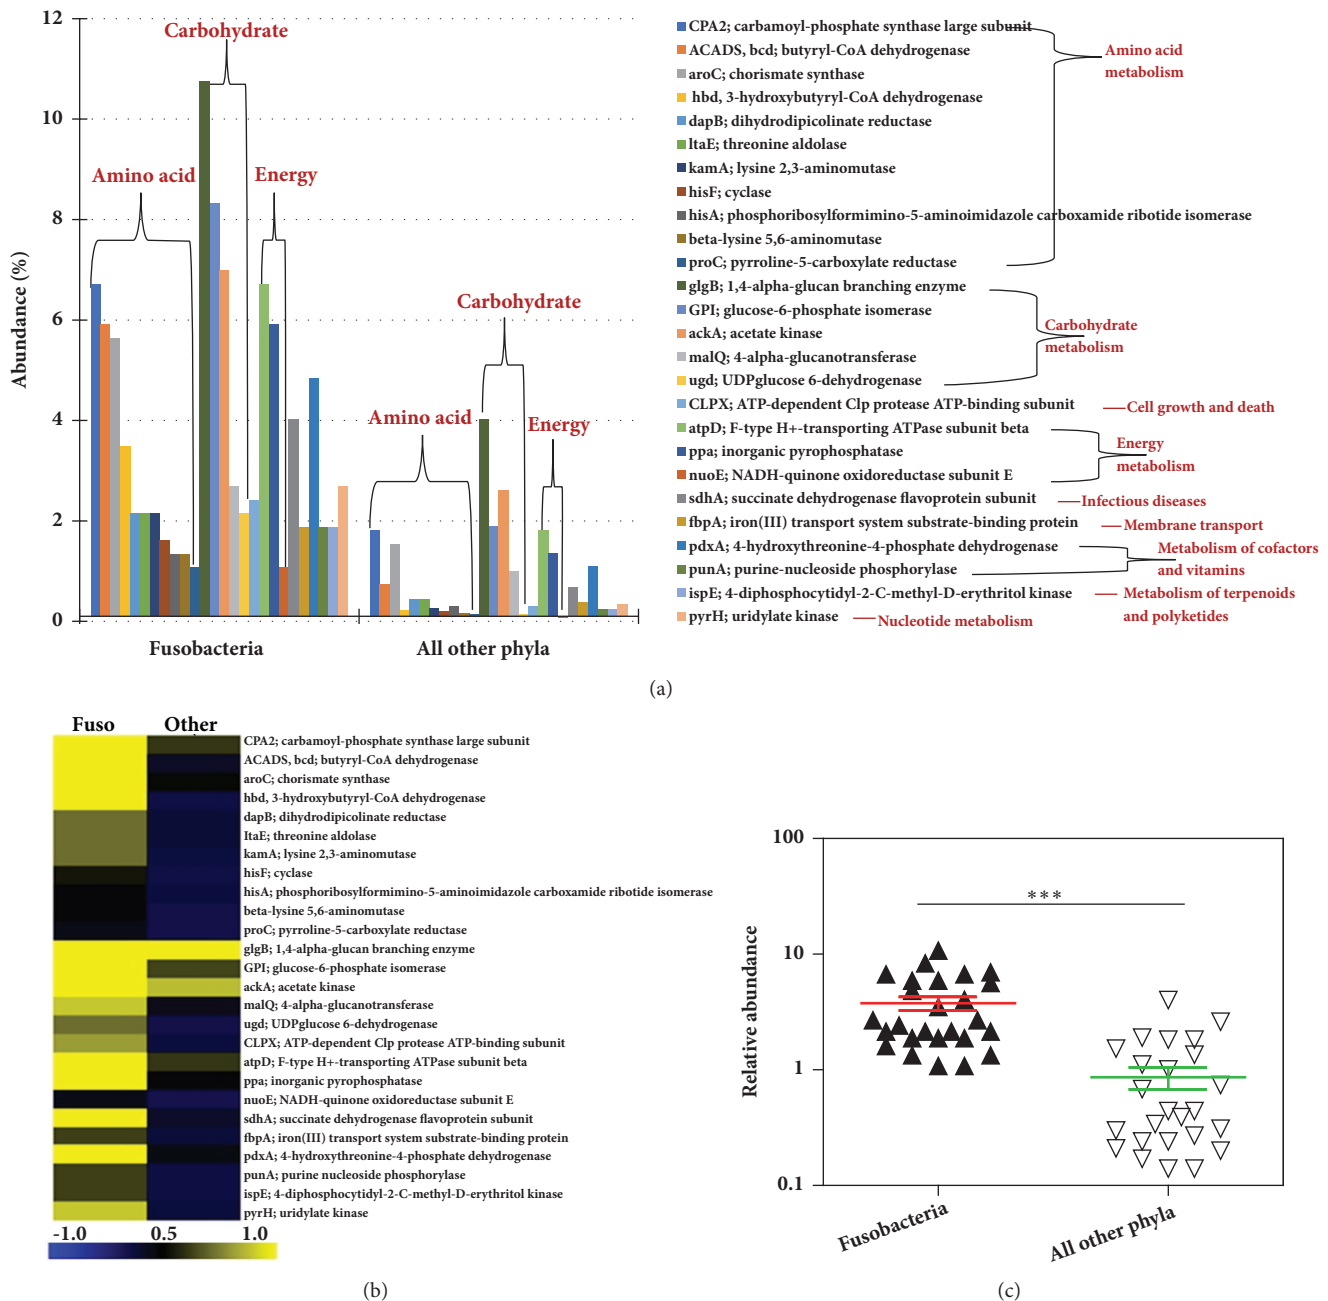 12
10
8
6
4
2
0
Abundance (%)
Carbohydrate
Amino acid
Energy
Carbohydrate
Amino acid
Energy
Fusobacteria
All other phyla
CPA2; carbamoyl-phosphate synthase large subunit
ACADS, bcd; butyryl-CoA dehydrogenase
aroC; chorismate synthase
hbd, 3-hydroxybutyryl-CoA dehydrogenase
dapB; dihydrodipicolinate reductase
ltaE; threonine aldolase
kamA; lysine 2,3-aminomutase
hisF; cyclase
hisA; phosphoribosylformimino-5-aminoimidazole carboxamide ribotide isomerase
beta-lysine 5,6-aminomutase
proC; pyrroline-5-carboxylate reductase
glgB; 1,4-alpha-glucan branching enzyme
GPI; glucose-6-phosphate isomerase
ackA; acetate kinase
malQ; 4-alpha-glucanotransferase
ugd; UDPglucose 6-dehydrogenase
CLPX; ATP-dependent Clp protease ATP-binding subunit
atpD; F-type H+-transporting ATPase subunit beta
ppa; inorganic pyrophosphatase
nuoE; NADH-quinone oxidoreductase subunit E
sdhA; succinate dehydrogenase flavoprotein subunit
fbpA; iron(III) transport system substrate-binding protein
pdxA; 4-hydroxythreonine-4-phosphate dehydrogenase
punA; purine-nucleoside phosphorylase
ispE; 4-diphosphocytidyl-2-C-methyl-D-erythritol kinase
pyrH; uridylate kinase
Amino acid
metabolism
Carbohydrate
metabolism
Cell growth and death
Energy
metabolism
Infectious diseases
Membrane transport
Metabolism of cofactors
and vitamins
Metabolism of terpenoids
and polyketides
Nucleotide metabolism
(a)
Fuso Other
CPA2; carbamoyl-phosphate synthase large subunit
ACADS, bcd; butyryl-CoA dehydrogenase
aroC; chorismate synthase
hbd, 3-hydroxybutyryl-CoA dehydrogenase
dapB; dihydrodipicolinate reductase
ItaE; threonine aldolase
kamA; lysine 2,3-aminomutase
hisF; cyclase
hisA; phosphoribosylformimino-5-aminoimidazole carboxamide ribotide isomerase
beta-lysine 5,6-aminomutase
proC; pyrroline-5-carboxylate reductase
glgB; 1,4-alpha-glucan branching enzyme
GPI; glucose-6-phosphate isomerase
ackA; acetate kinase
malQ; 4-alpha-glucanotransferase
ugd; UDPglucose 6-dehydrogenase
CLPX; ATP-dependent Clp protease ATP-binding subunit
atpD; F-type H+-transporting ATPase subunit beta
ppa; inorganic pyrophosphatase
nuoE; NADH-quinone oxidoreductase subunit E
sdhA; succinate dehydrogenase flavoprotein subunit
fbpA; iron(III) transport system substrate-binding protein
pdxA; 4-hydroxythreonine-4-phosphate dehydrogenase
punA; purine nucleoside phosphorylase
ispE; 4-diphosphocytidyl-2-C-methyl-D-erythritol kinase
pyrH; uridylate kinase
-1.0 0.5 1.0
(b)
100
10
1
0.1
Relative abundance
***
Fusobacteria
All other phyla
(c)